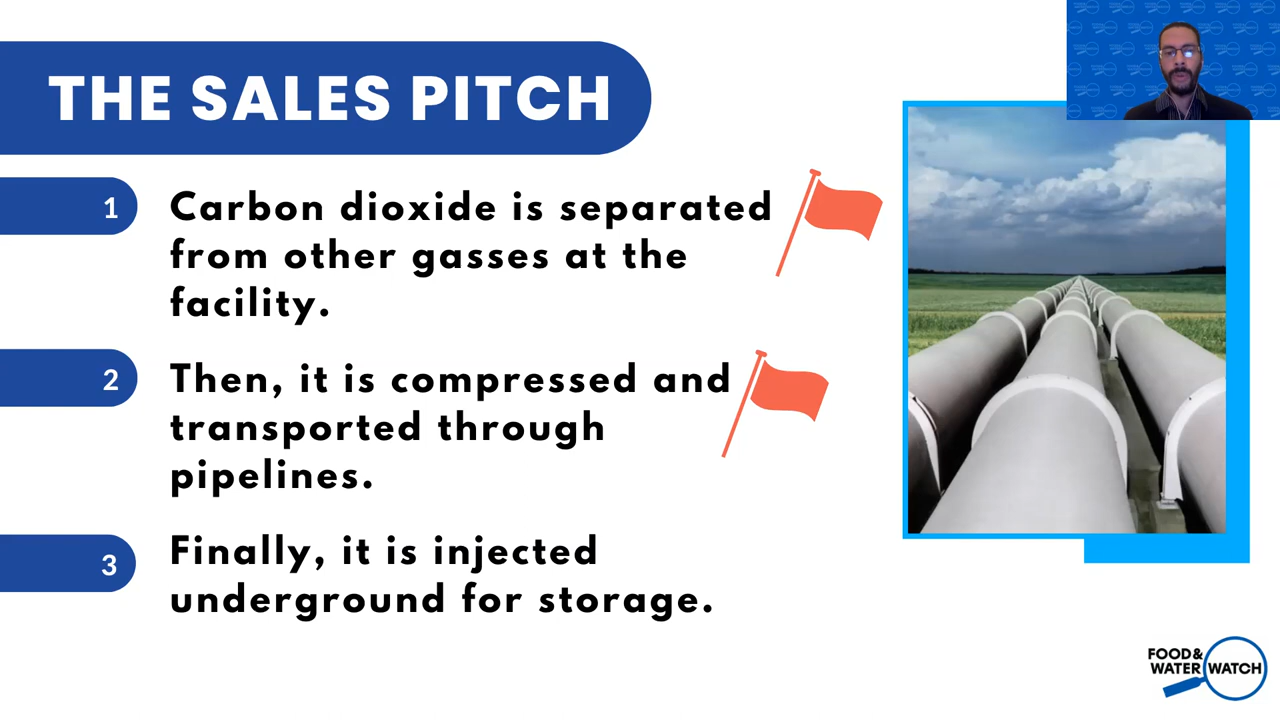 THE SALES PITCH
1
Carbon dioxide is separated
from other gasses at the
facility.
2
Then, it is compressed and
transported through
pipelines.
3
Finally, it is injected
underground for storage.
FOOD&
WATER WATCH